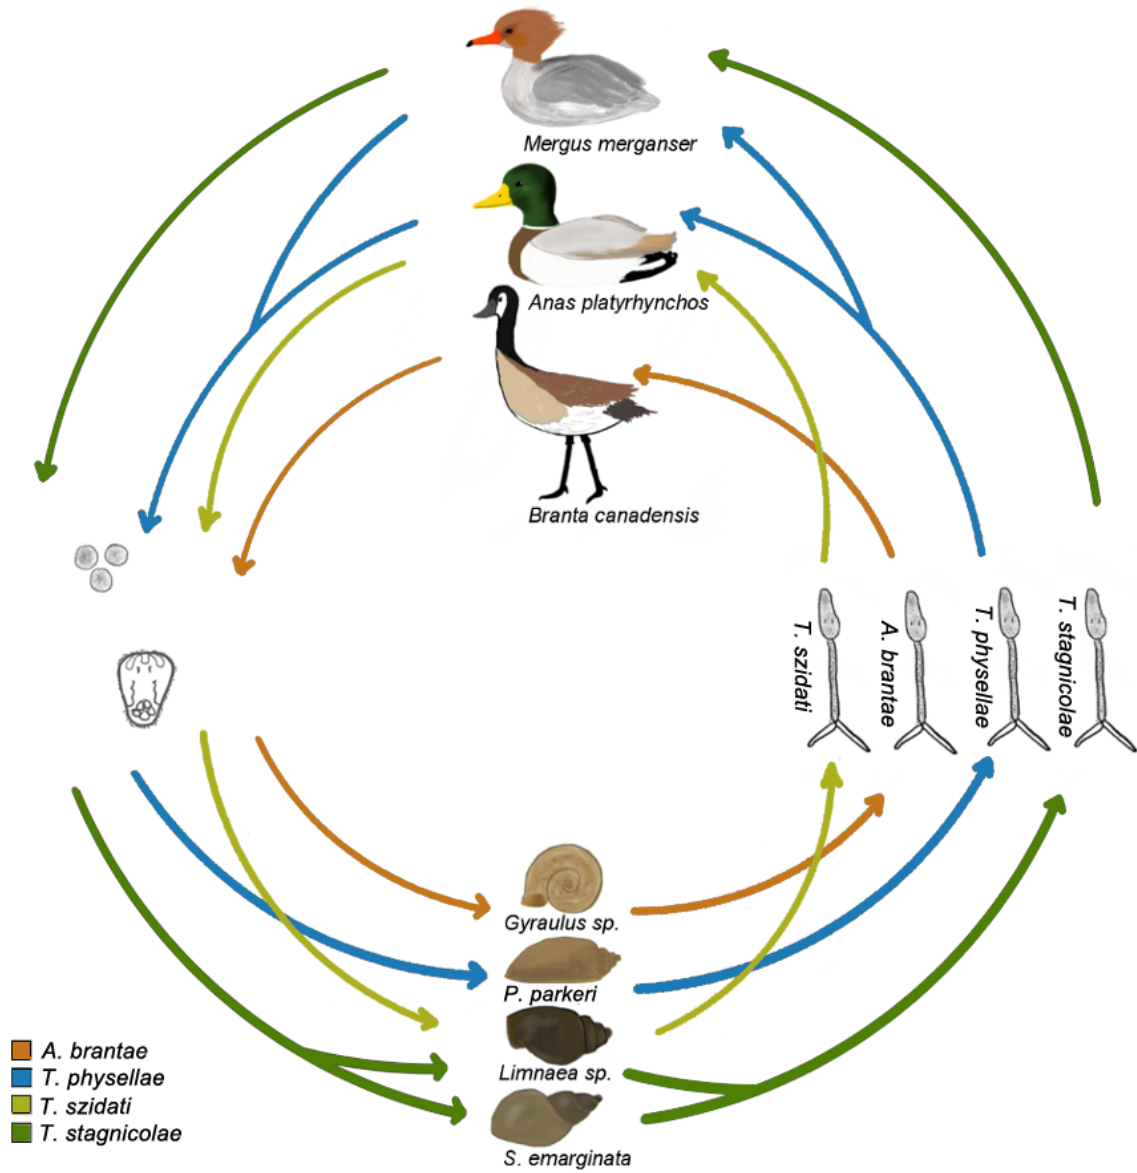 Mergus merganser
Anas platyrhynchos
Branta canadensis
T. szidati
A. brantae
T. physellae
T. stagnicolae
Gyraulus sp.
P. parkeri
Limnaea sp.
S. emarginata
A. brantae
T. physellae
T. szidati
T. stagnicolae